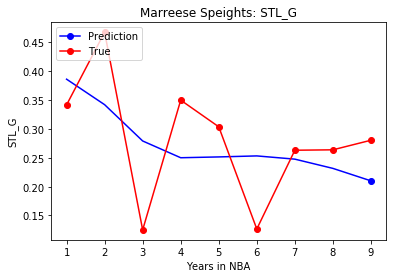 Marreese Speights: STL_G
Prediction
True
STL_G
0.45
0.40
0.35
0.30
0.25
0.20
0.15
1 2 3 4 5 6 7 8 9
Years in NBA